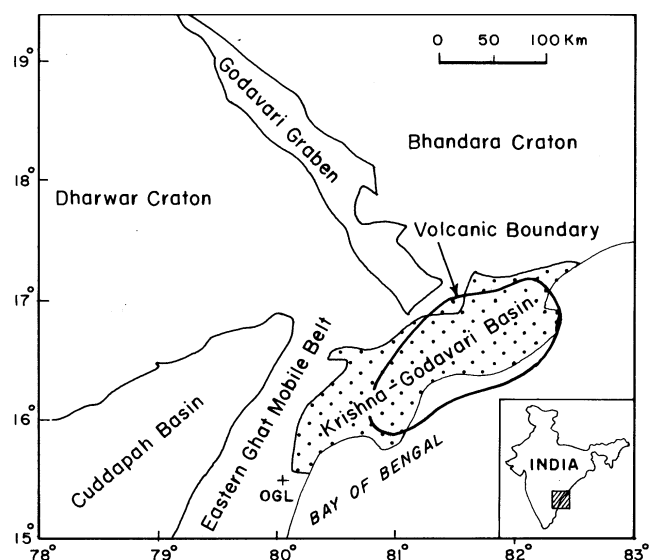 19°
18°
17°
16°
15°
78°
79°
80°
81°
82°
83°
0 50 100 Km
Godavari Graben
Bhandara Craton
Dharwar Craton
Volcanic Boundary
Krishna-Godavari Basin
Eastern Ghat Mobile Belt
Cuddapah Basin
OGL
BAY OF BENGAL
INDIA